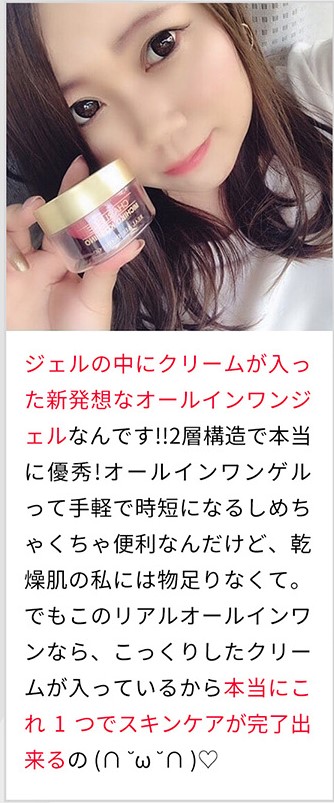 ジェルの中にクリームが入っ
た新発想なオールインワンジ
ェルなんです!!2層構造で本当
に優秀!オールインワンゲル
って手軽で時短になるしめち
ゃくちゃ便利なんだけど、乾
燥肌の私には物足りなくて。
でもこのリアルオールインワ
ンなら、こっくりしたクリー
ムが入っているから本当にこ
れ 1 つでスキンケアが完了出
来るの (∩ ˘ω ˘∩ )♡